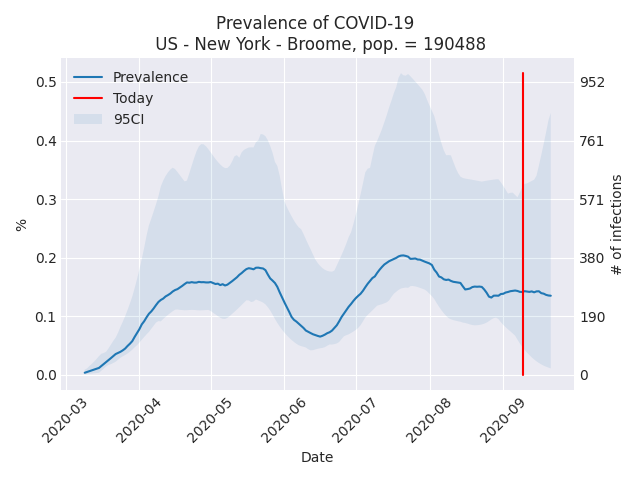 Prevalence of COVID-19
US - New York - Broome, pop. = 190488
Prevalence
Today
95CI
0.5
0.4
0.3
0.2
0.1
0.0
%
952
761
571
380
190
0
# of infections
2020-03
2020-04
2020-05
2020-06
2020-07
2020-08
2020-09
Date